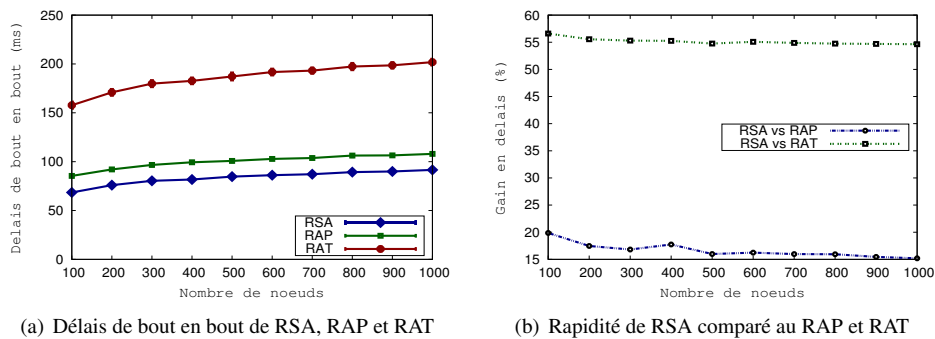 250
200
150
100
50
0
Delais de bout en bout (ms)
RSA
RAP
RAT
100 200 300 400 500 600 700 800 900 1000
Nombre de noeuds
(a) Délais de bout en bout de RSA, RAP et RAT
60
55
50
45
40
35
30
25
20
15
Gain en delais (%)
RSA vs RAP
RSA vs RAT
100 200 300 400 500 600 700 800 900 1000
Nombre de noeuds
(b) Rapidité de RSA comparé au RAP et RAT